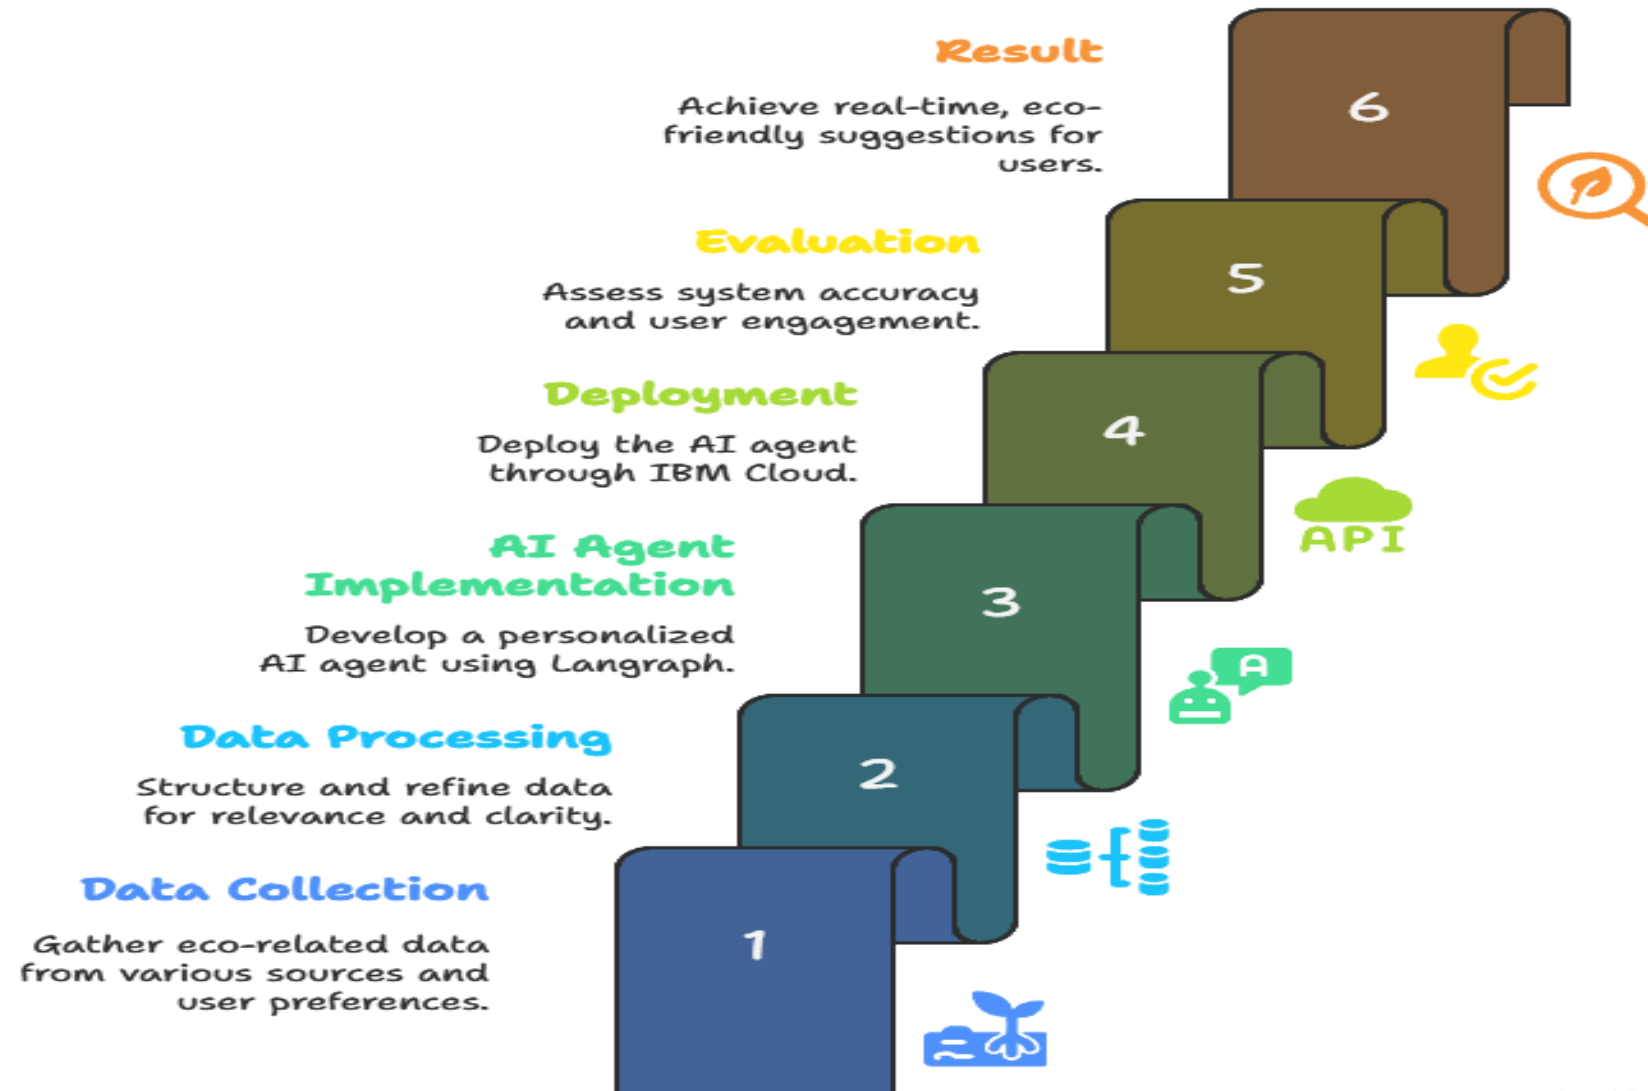 Result
Achieve real-time, eco-
friendly suggestions for
users.
6
Evaluation
Assess system accuracy
and user engagement.
5
Deployment
Deploy the AI agent
through IBM Cloud.
4
API
AI Agent
Implementation
Develop a personalized
AI agent using Langraph.
3
A
Data Processing
Structure and refine data
for relevance and clarity.
2
Data Collection
Gather eco-related data
from various sources and
user preferences.
1